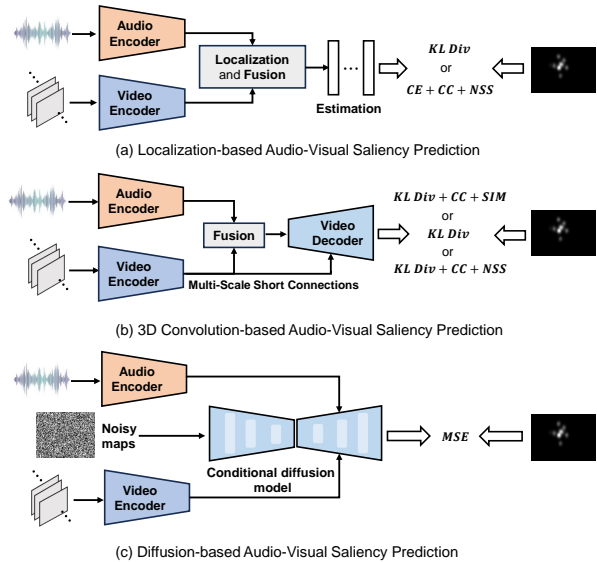 Audio
Encoder
Video
Encoder
Localization
and Fusion
...
Estimation
KL Div
or
CE + CC + NSS
(a) Localization-based Audio-Visual Saliency Prediction
Audio
Encoder
Video
Encoder
Fusion
Video
Decoder
Multi-Scale Short Connections
KL Div + CC + SIM
or
KL Div
or
KL Div + CC + NSS
(b) 3D Convolution-based Audio-Visual Saliency Prediction
Audio
Encoder
Noisy
maps
Conditional diffusion
model
Video
Encoder
MSE
(c) Diffusion-based Audio-Visual Saliency Prediction